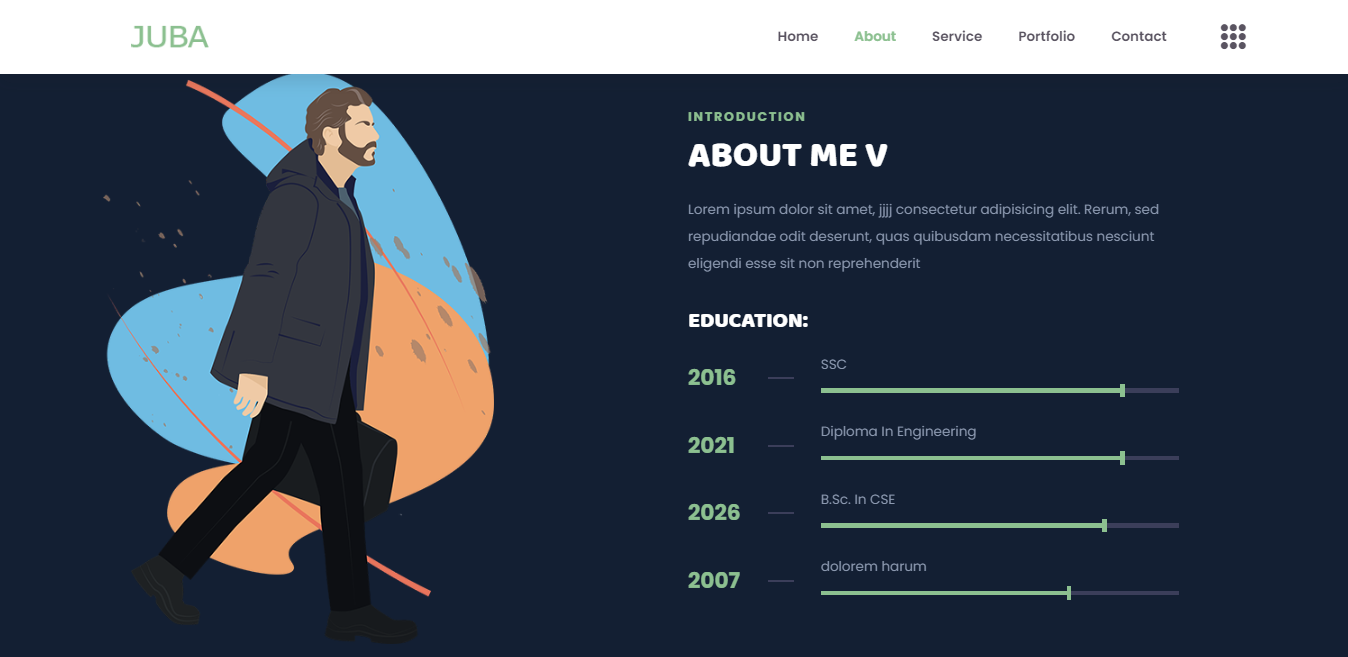 JUBA
Home About Service Portfolio Contact
INTRODUCTION
ABOUT ME V
Lorem ipsum dolor sit amet, jjjj consectetur adipisicing elit. Rerum, sed
repudiandae odit deserunt, quas quibusdam necessitatibus nesciunt
eligendi esse sit non reprehenderit
EDUCATION:
2016 SSC
2021 Diploma In Engineering
2026 B.Sc. In CSE
2007 dolorem harum